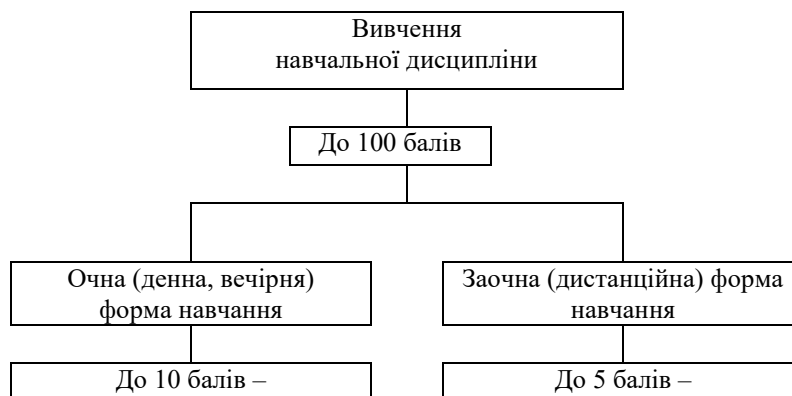 Вивчення
навчальної дисципліни
До 100 балів
Очна (денна, вечірня)
форма навчання
Заочна (дистанційна) форма
навчання
До 10 балів –
До 5 балів –